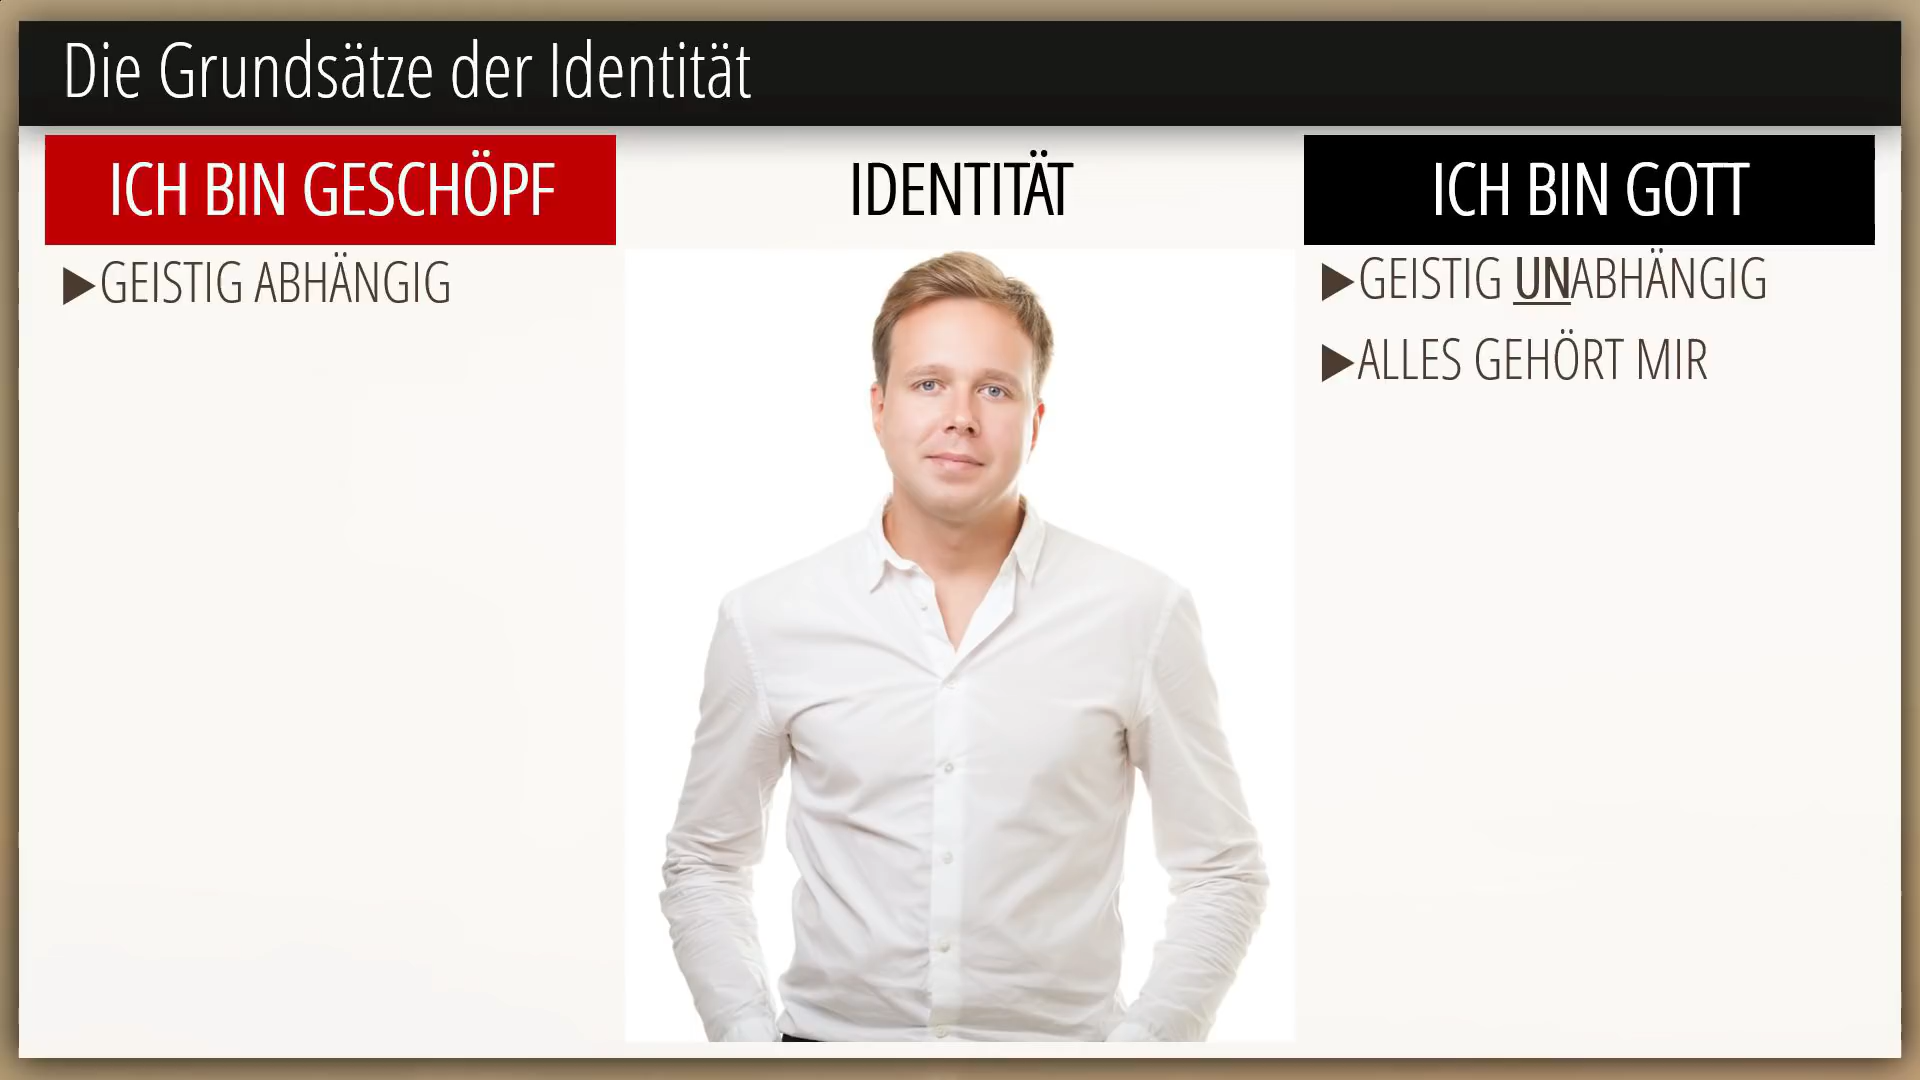 Die Grundsätze der Identität
ICH BIN GESCHÖPF
▶GEISTIG ABHÄNGIG
IDENTITÄT
ICH BIN GOTT
▶GEISTIG UNABHÄNGIG
▶ALLES GEHÖRT MIR